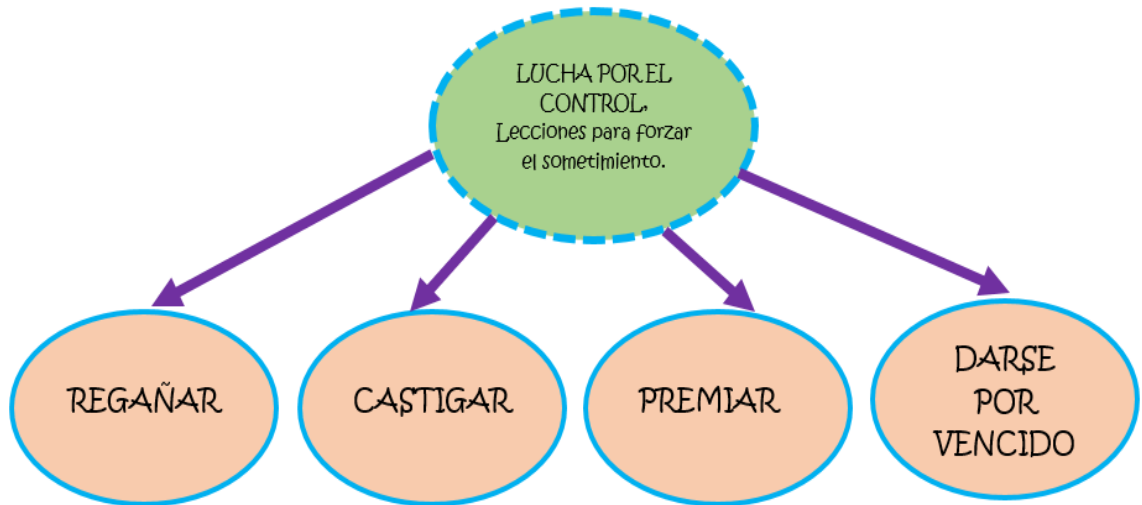 LUCHA POR EL
CONTROL.
Lecciones para forzar
el sometimiento.
REGAÑAR
CASTIGAR
PREMIAR
DARSE
POR
VENCIDO